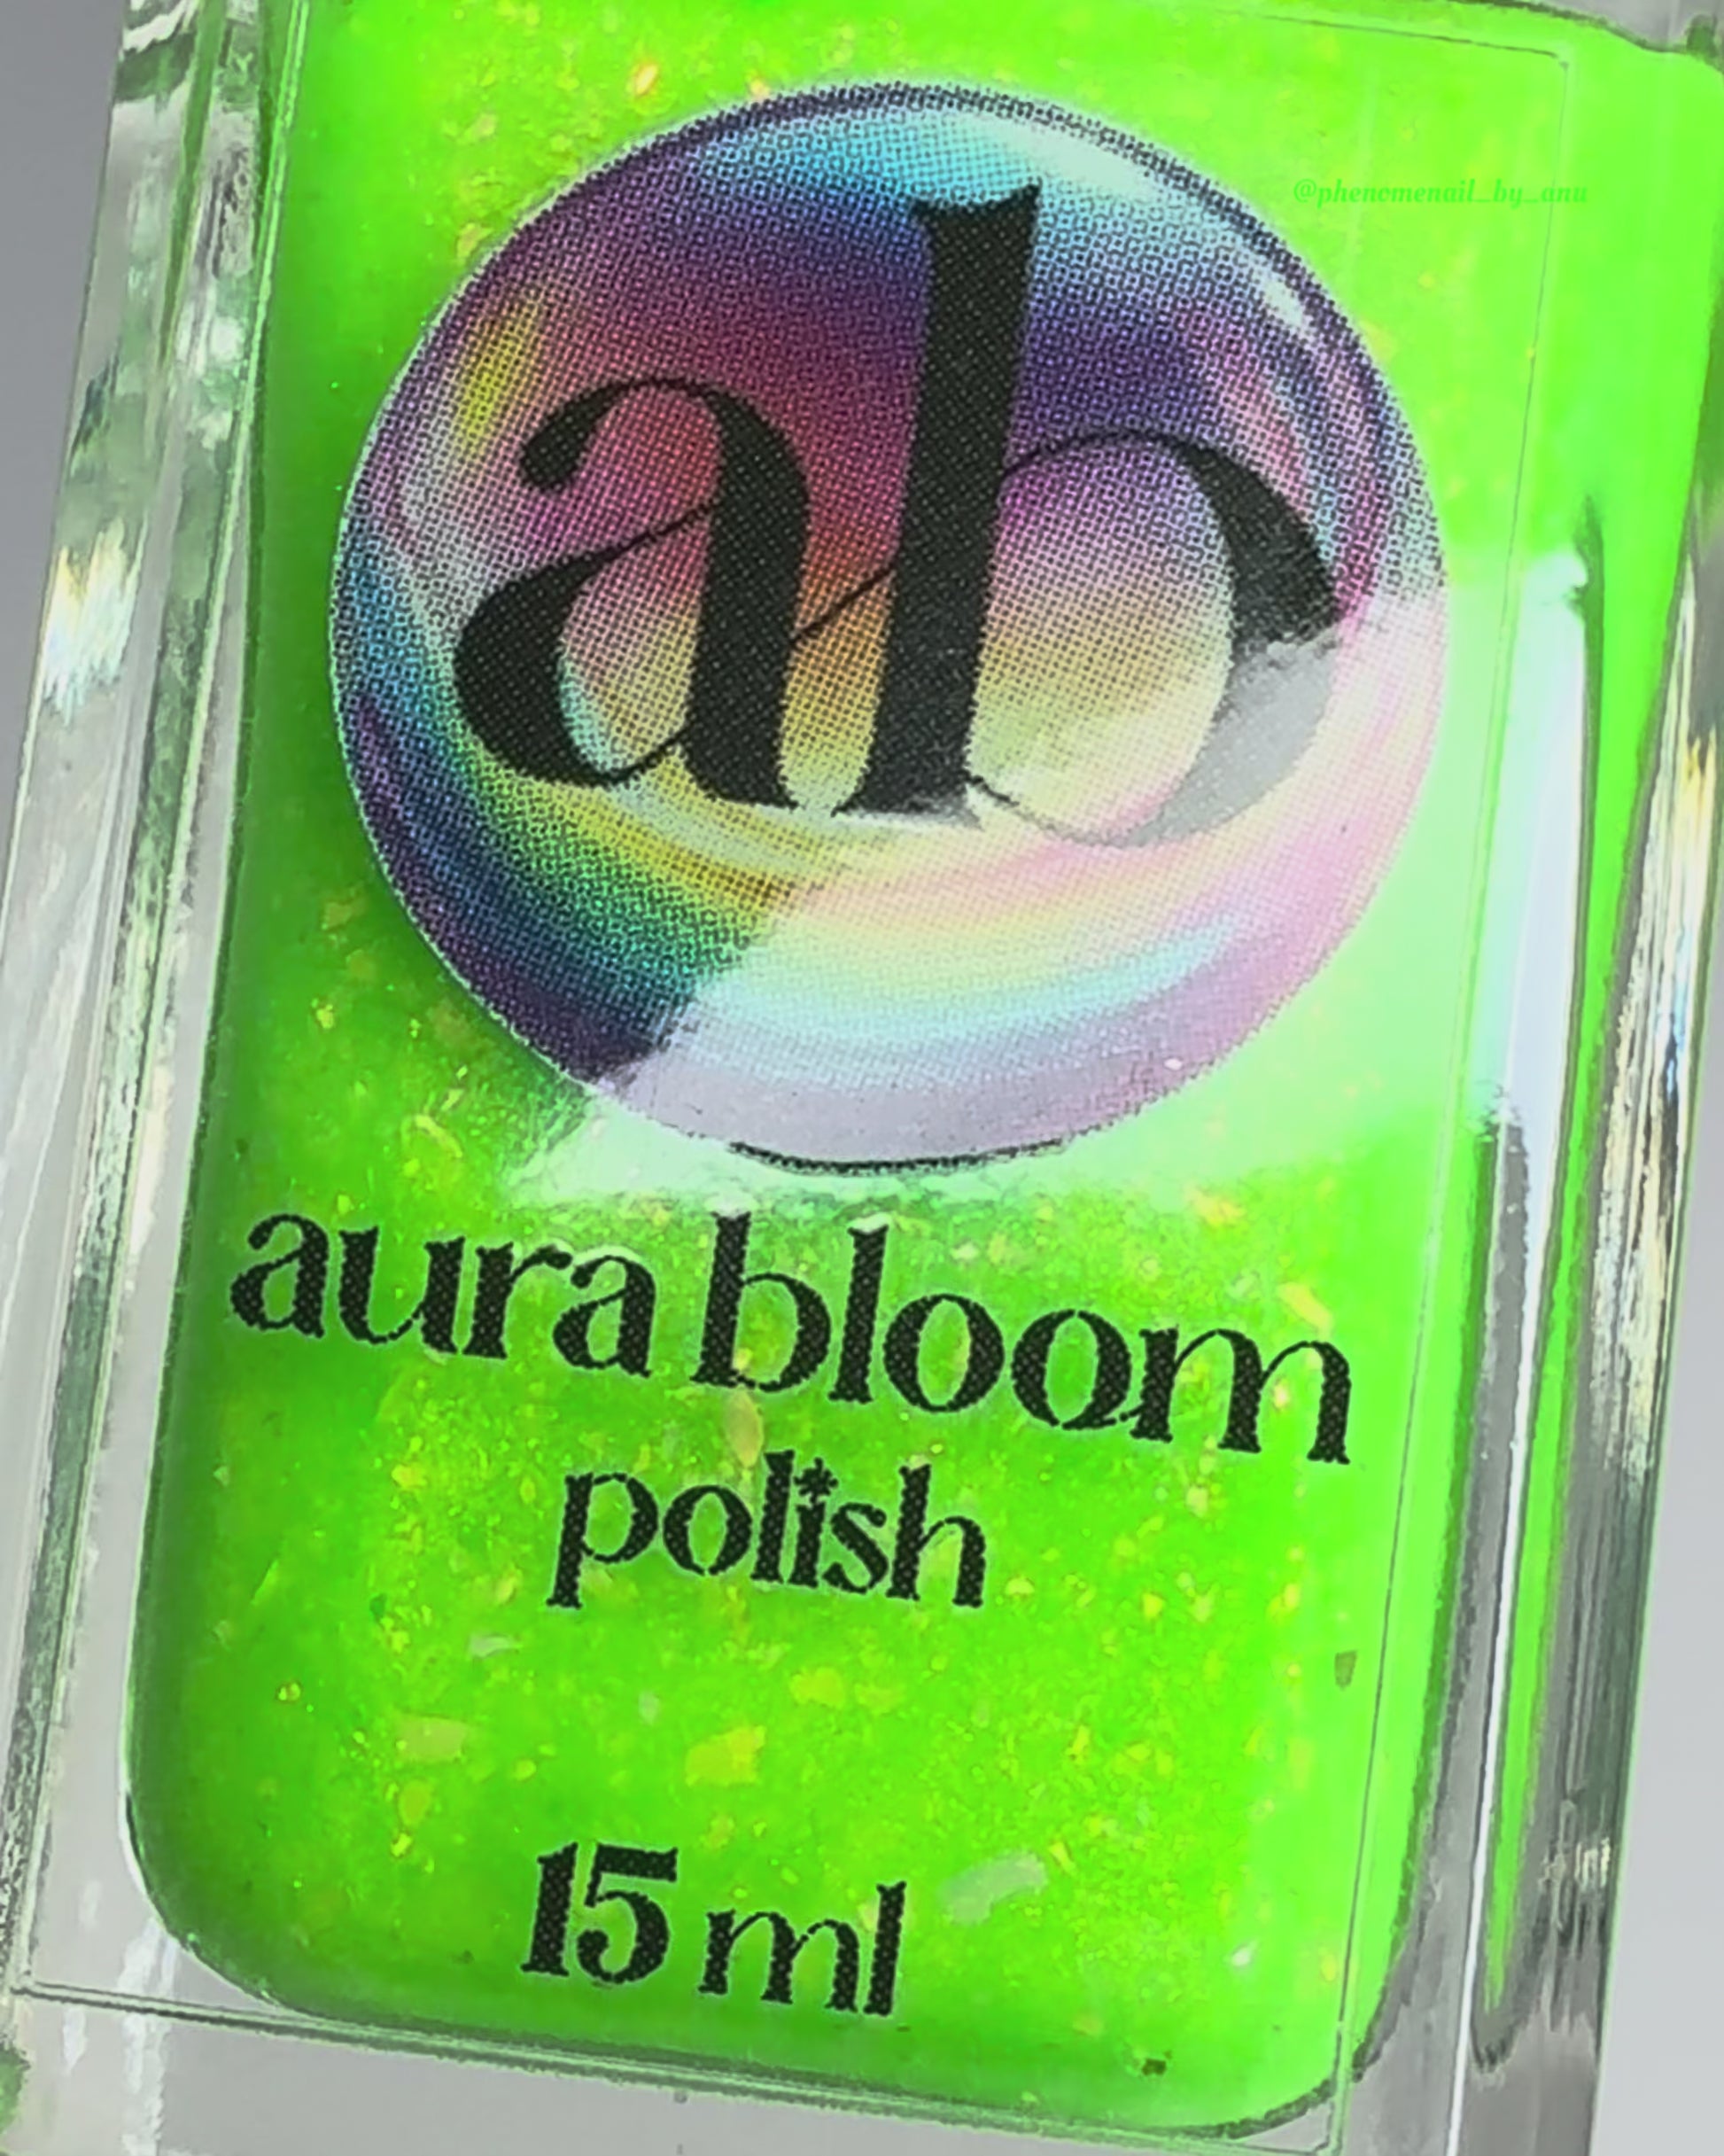 @phenomenail_by_anu
ab
aura bloom
polish
15 ml